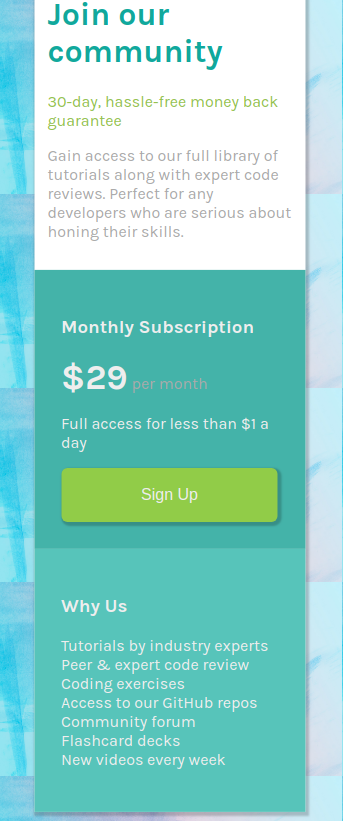 Join our
community
30-day, hassle-free money back
guarantee
Gain access to our full library of
tutorials along with expert code
reviews. Perfect for any
developers who are serious about
honing their skills.
Monthly Subscription
$29 per month
Full access for less than $1 a
day
Sign Up
Why Us
Tutorials by industry experts
Peer & expert code review
Coding exercises
Access to our GitHub repos
Community forum
Flashcard decks
New videos every week